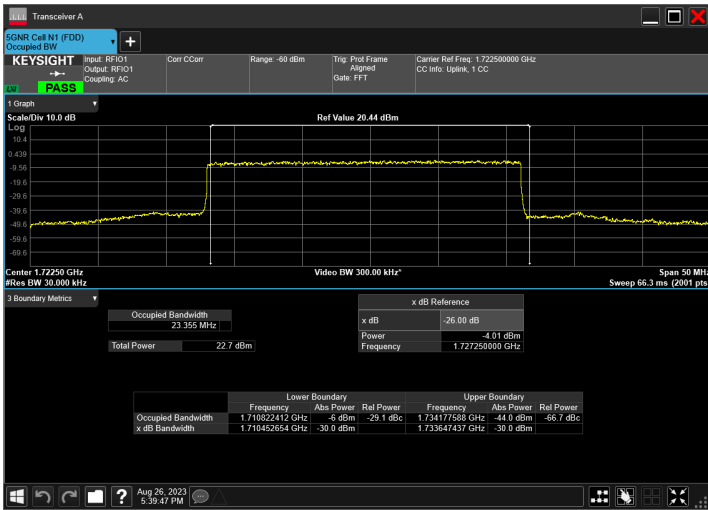 Transceiver A
5GNR Cell N1 (FDD)
Occupied BW
KEYSIGHT
LXI
PASS
Input: RFIO1
Output: RFIO1
Coupling: AC
Corr CCorr
Range: -60 dBm
Trig: Prot Frame
Aligned
Gate: FFT
Carrier Ref Freq: 1.722500000 GHz
CC Info: Uplink, 1 CC
1 Graph
Scale/Div 10.0 dB
Ref Value 20.44 dBm
Log
10.4
0.439
-9.56
-19.6
-29.6
-39.6
-49.6
-59.6
-69.6
Center 1.72250 GHz
Video BW 300.00 kHz*
Span 50 MHz
#Res BW 30.000 kHz
Sweep 66.3 ms (2001 pts
3 Boundary Metrics
Occupied Bandwidth
23.355 MHz
Total Power 22.7 dBm
x dB Reference
x dB -26.00 dB
Power -4.01 dBm
Frequency 1.727250000 GHz
Lower Boundary Upper Boundary
Frequency Abs Power Rel Power Frequency Abs Power Rel Power
Occupied Bandwidth 1.710822412 GHz -6 dBm -29.1 dBc 1.734177588 GHz -44.0 dBm -66.7 dBc
x dB Bandwidth 1.710452654 GHz -30.0 dBm 1.733647437 GHz -30.0 dBm
?
Aug 26, 2023
5:39:47 PM